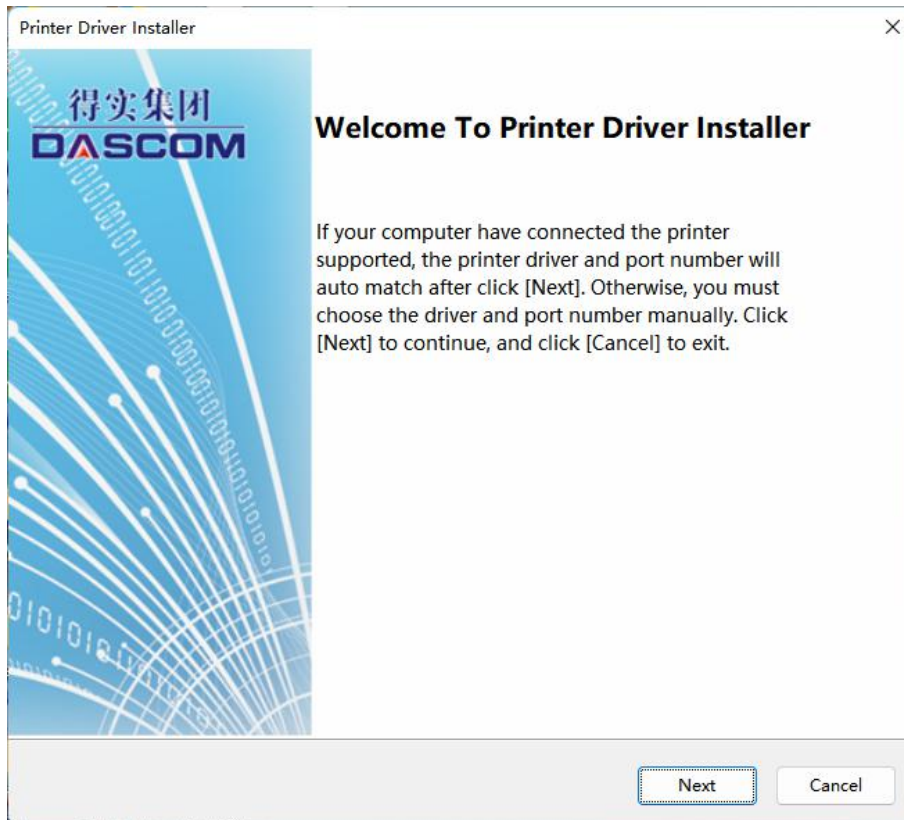 Printer Driver Installer
得实集团
DASCOM
Welcome To Printer Driver Installer
If your computer have connected the printer
supported, the printer driver and port number will
auto match after click [Next]. Otherwise, you must
choose the driver and port number manually. Click
[Next] to continue, and click [Cancel] to exit.
Next
Cancel